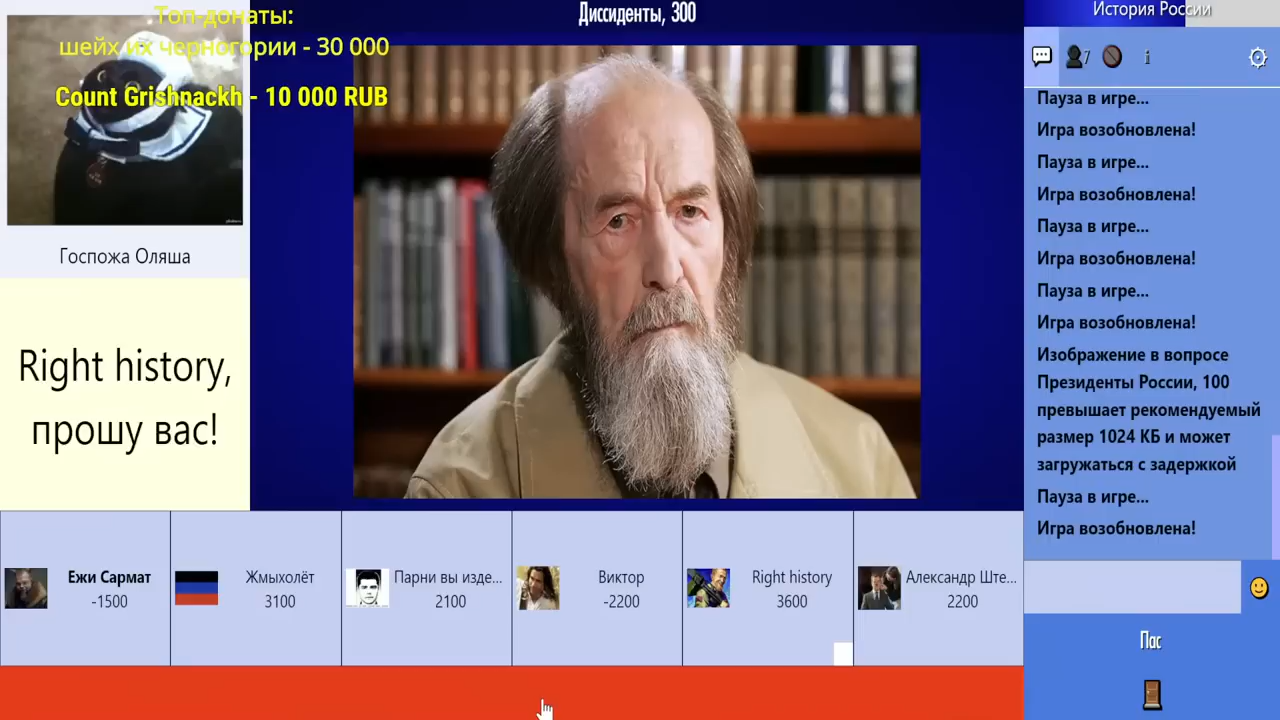 Топ-донаты:
шейх их черногории - 30 000
Count Grishnackh - 10 000 RUB
Госпожа Оляша
Right history,
прошу вас!
Диссиденты, 300
История России
7
i
Пауза в игре...
Игра возобновлена!
Пауза в игре...
Игра возобновлена!
Пауза в игре...
Игра возобновлена!
Пауза в игре...
Игра возобновлена!
Изображение в вопросе
Президенты России, 100
превышает рекомендуемый
размер 1024 КБ и может
загружаться с задержкой
Пауза в игре...
Игра возобновлена!
Ежи Сармат
-1500
Жмыхолёт
3100
Парни вы изде...
2100
Виктор
-2200
Right history
3600
Александр Ште...
2200
Пас